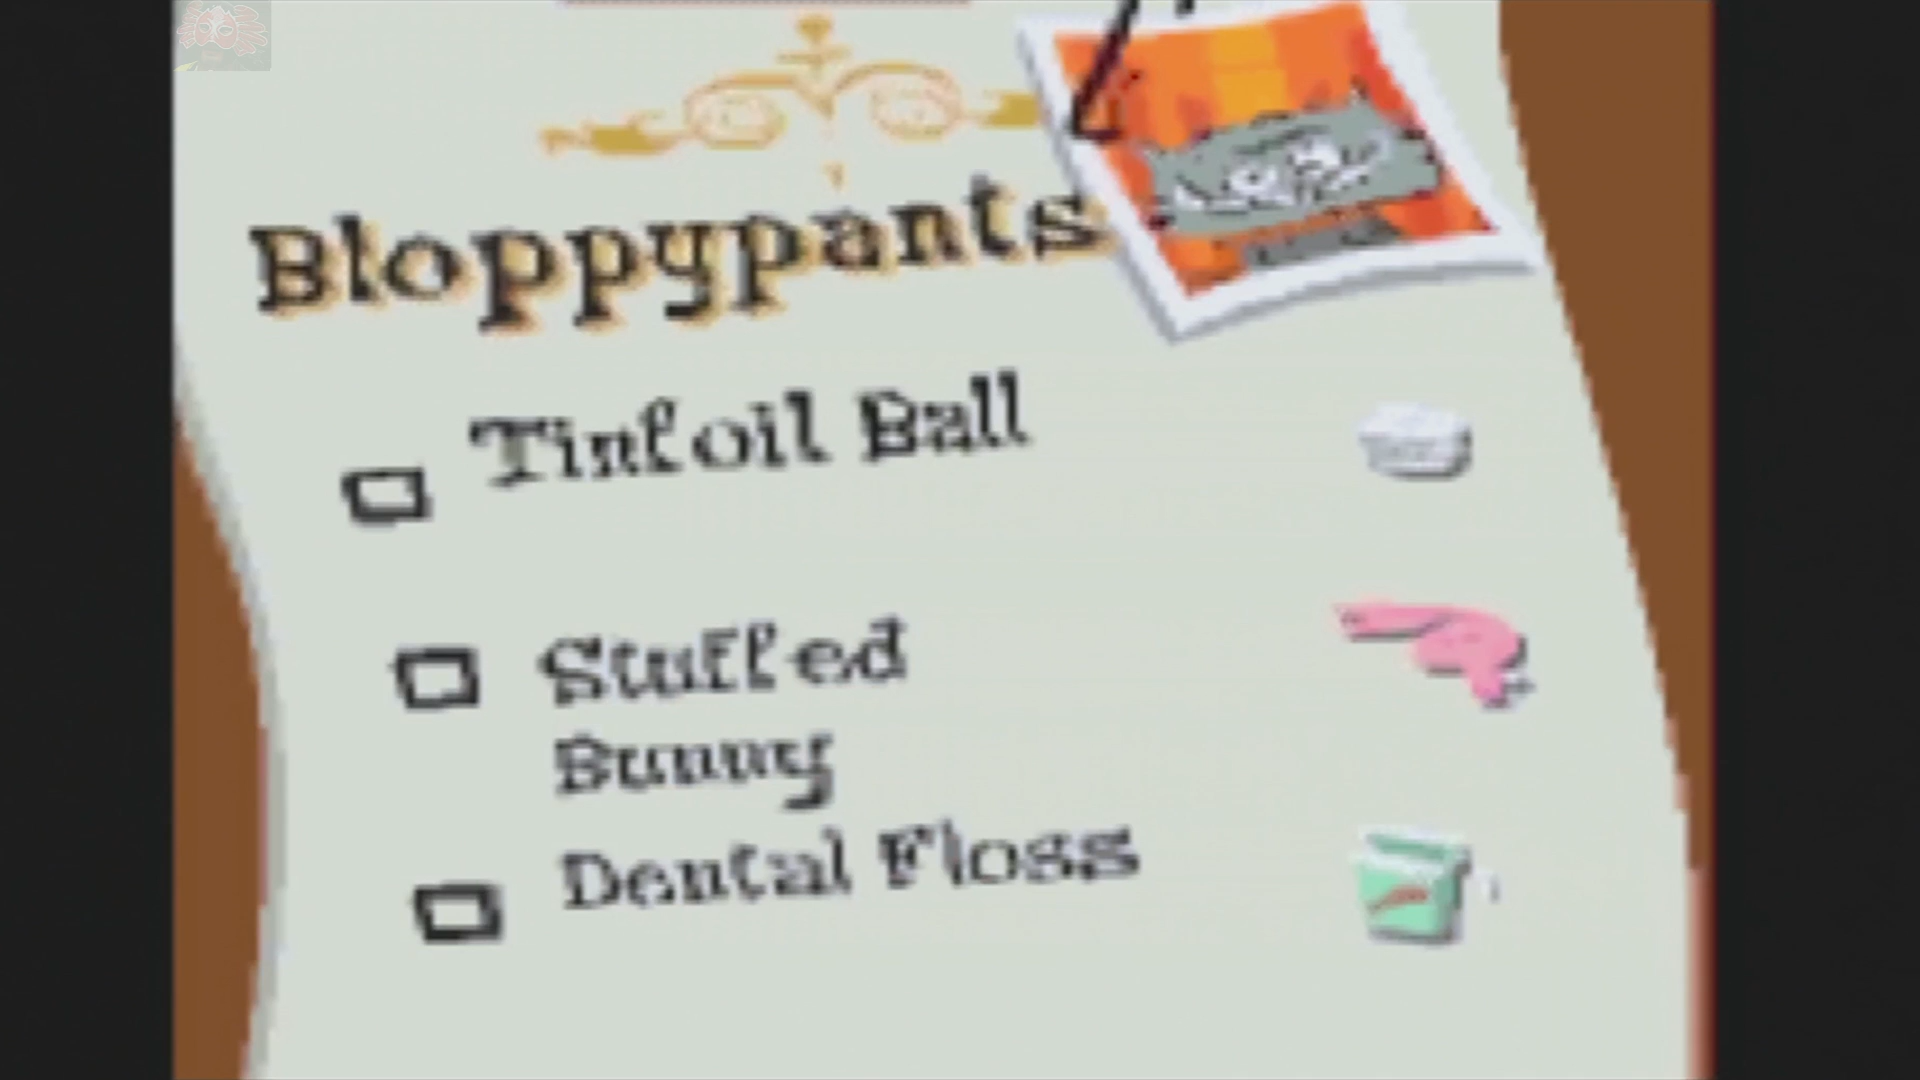 Bloppypants
Tinfoil Ball
Stuffed
Bunny
Dental Floss